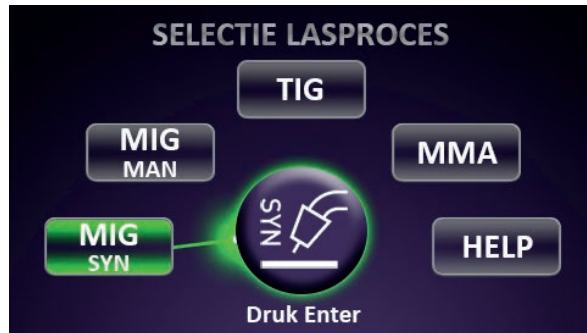 SELECTIE LASPROCES
TIG
MIG
MAN
MMA
MIG
SYN
SYN
HELP
Druk Enter